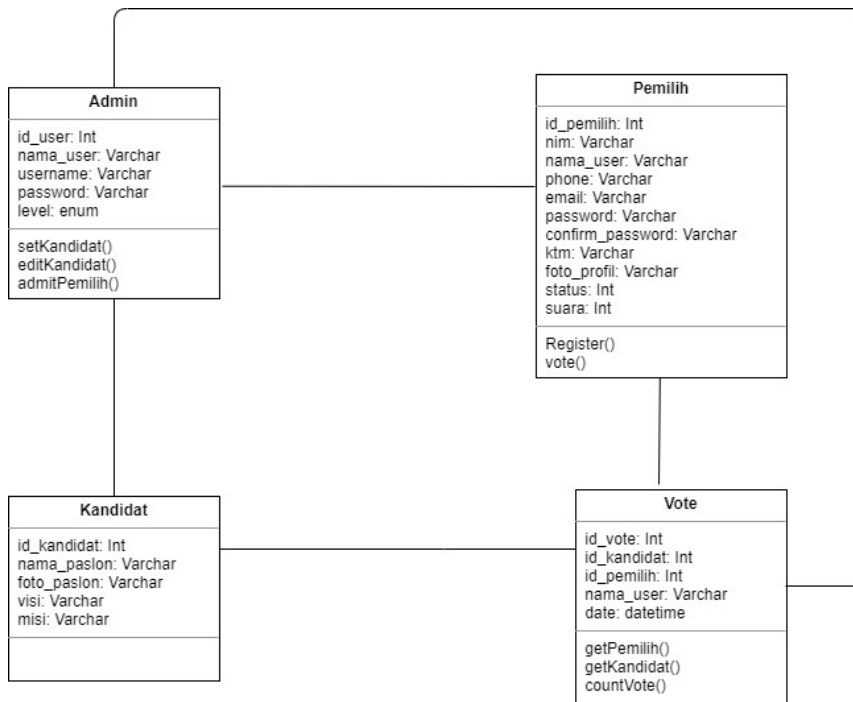 Admin
id_user: Int
nama_user: Varchar
username: Varchar
password: Varchar
level: enum
setKandidat()
editKandidat()
admitPemilih()
Pemilih
id_pemilih: Int
nim: Varchar
nama_user: Varchar
phone: Varchar
email: Varchar
password: Varchar
confirm_password: Varchar
ktm: Varchar
foto_profil: Varchar
status: Int
suara: Int
Register()
vote()
Kandidat
id_kandidat: Int
nama_paslon: Varchar
foto_paslon: Varchar
visi: Varchar
misi: Varchar
Vote
id_vote: Int
id_kandidat: Int
id_pemilih: Int
nama_user: Varchar
date: datetime
getPemilih()
getKandidat()
countVote()